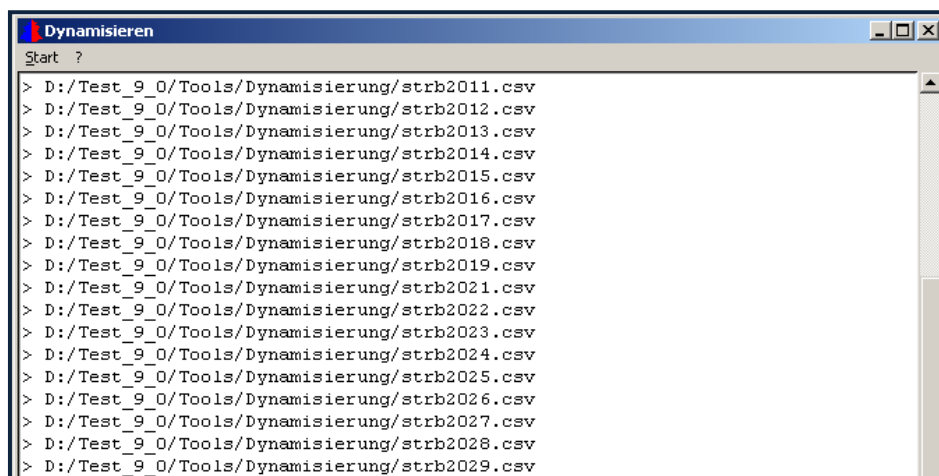 Dynamisieren
Start ?
> D:/Test_9_0/Tools/Dynamisierung/strb2011.csv
> D:/Test_9_0/Tools/Dynamisierung/strb2012.csv
> D:/Test_9_0/Tools/Dynamisierung/strb2013.csv
> D:/Test_9_0/Tools/Dynamisierung/strb2014.csv
> D:/Test_9_0/Tools/Dynamisierung/strb2015.csv
> D:/Test_9_0/Tools/Dynamisierung/strb2016.csv
> D:/Test_9_0/Tools/Dynamisierung/strb2017.csv
> D:/Test_9_0/Tools/Dynamisierung/strb2018.csv
> D:/Test_9_0/Tools/Dynamisierung/strb2019.csv
> D:/Test_9_0/Tools/Dynamisierung/strb2021.csv
> D:/Test_9_0/Tools/Dynamisierung/strb2022.csv
> D:/Test_9_0/Tools/Dynamisierung/strb2023.csv
> D:/Test_9_0/Tools/Dynamisierung/strb2024.csv
> D:/Test_9_0/Tools/Dynamisierung/strb2025.csv
> D:/Test_9_0/Tools/Dynamisierung/strb2026.csv
> D:/Test_9_0/Tools/Dynamisierung/strb2027.csv
> D:/Test_9_0/Tools/Dynamisierung/strb2028.csv
> D:/Test_9_0/Tools/Dynamisierung/strb2029.csv